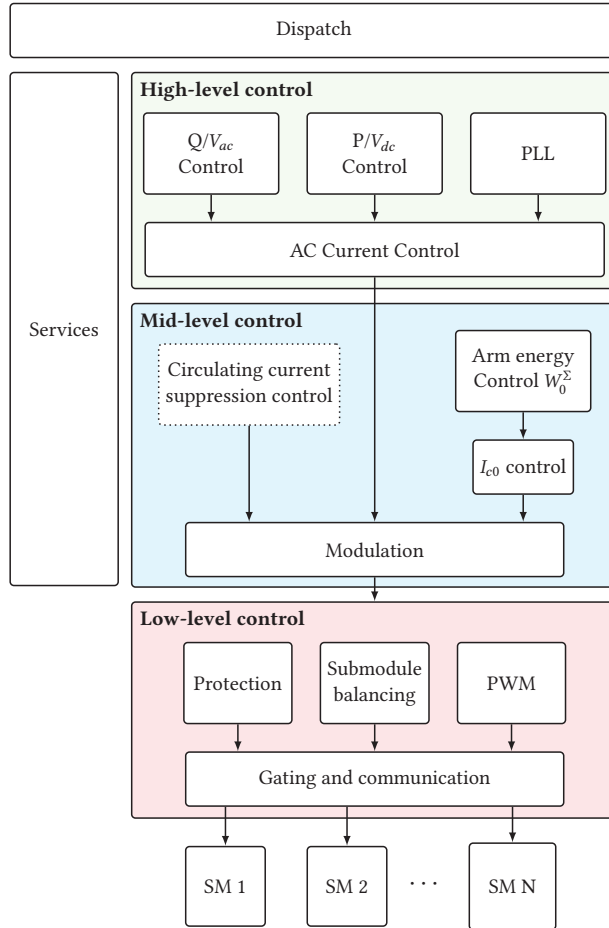 Dispatch
Services
High-level control
Q/V_ac
Control
P/V_dc
Control
PLL
AC Current Control
Mid-level control
Circulating current
suppression control
Arm energy
Control W_0^Σ
I_c0 control
Modulation
Low-level control
Protection
Submodule
balancing
PWM
Gating and communication
SM 1
SM 2
···
SM N